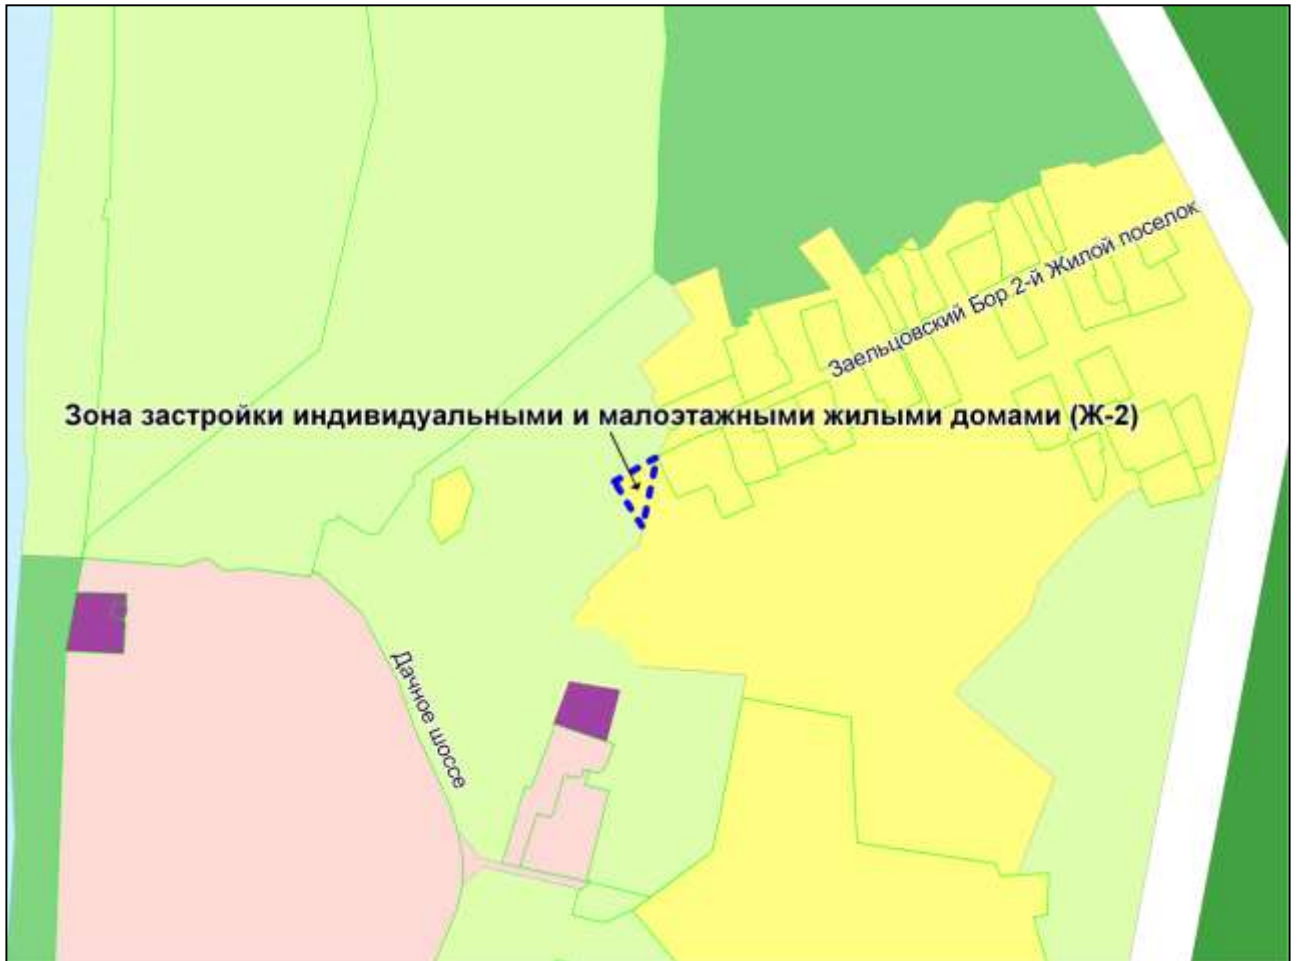 Заельцовский Бор 2-й Жилой поселок
Зона застройки индивидуальными и малоэтажными жилыми домами (Ж-2)
Дачное шоссе